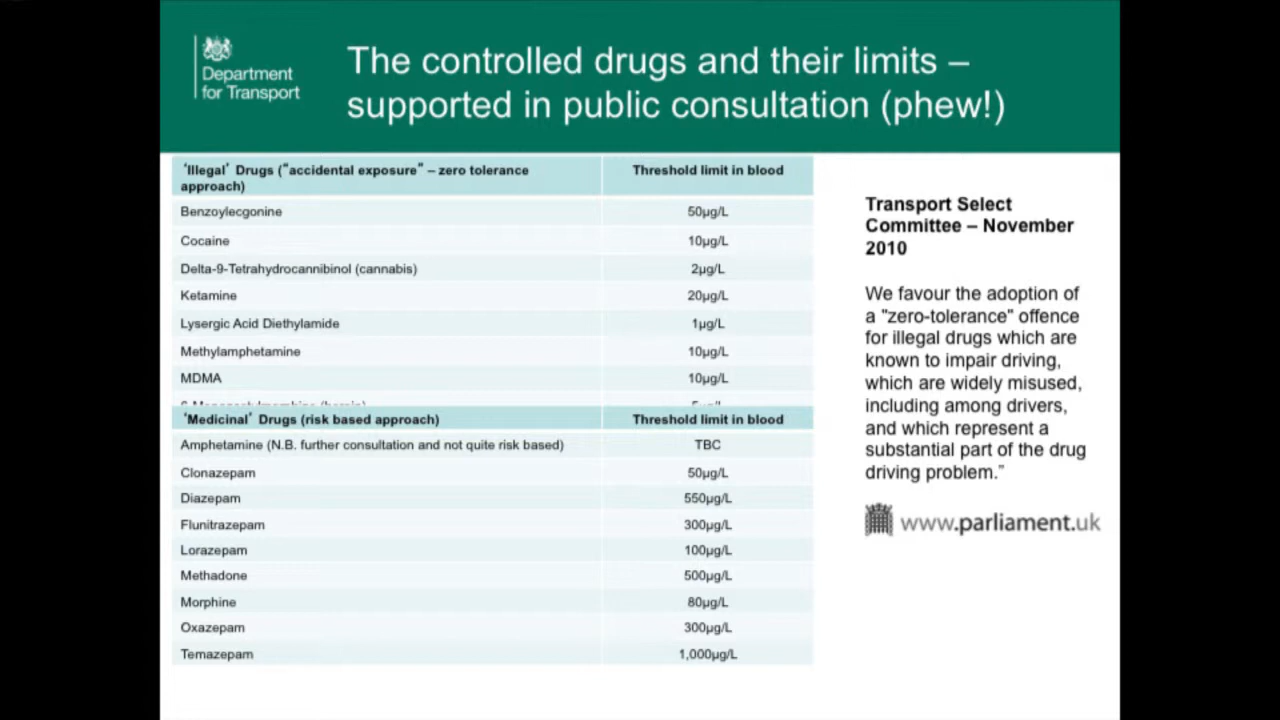 Department
for Transport
The controlled drugs and their limits –
supported in public consultation (phew!)
‘Illegal’ Drugs (“accidental exposure” – zero tolerance
approach)
Threshold limit in blood
Benzoylecgonine 50µg/L
Cocaine 10µg/L
Delta-9-Tetrahydrocannibinol (cannabis) 2µg/L
Ketamine 20µg/L
Lysergic Acid Diethylamide 1µg/L
Methylamphetamine 10µg/L
MDMA 10µg/L
‘Medicinal’ Drugs (risk based approach) Threshold limit in blood
Amphetamine (N.B. further consultation and not quite risk based) TBC
Clonazepam 50µg/L
Diazepam 550µg/L
Flunitrazepam 300µg/L
Lorazepam 100µg/L
Methadone 500µg/L
Morphine 80µg/L
Oxazepam 300µg/L
Temazepam 1,000µg/L
Transport Select
Committee – November
2010
We favour the adoption of
a "zero-tolerance" offence
for illegal drugs which are
known to impair driving,
which are widely misused,
including among drivers,
and which represent a
substantial part of the drug
driving problem.”
www.parliament.uk